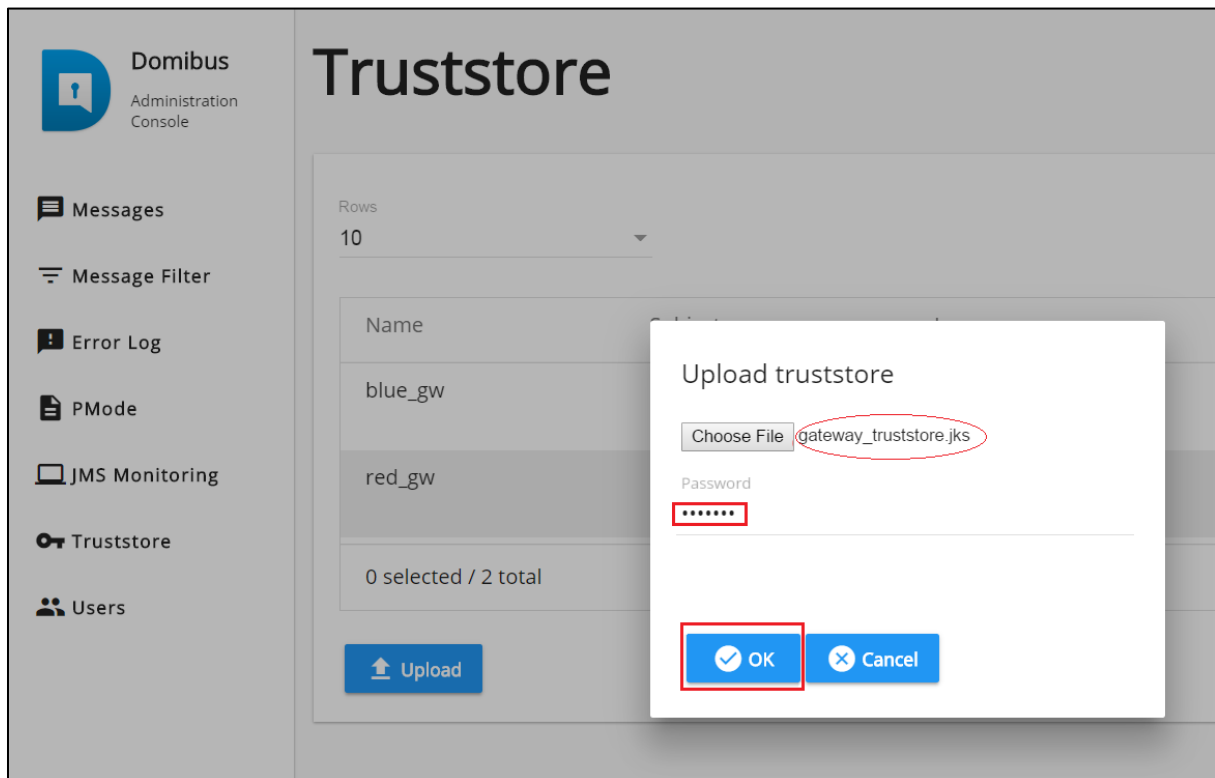 Domibus
Administration
Console
Messages
Message Filter
Error Log
PMode
JMS Monitoring
Truststore
Users
Truststore
Rows
10
Name
blue_gw
red_gw
0 selected / 2 total
Upload
Upload truststore
Choose File gateway_truststore.jks
Password
•••••••
OK
Cancel